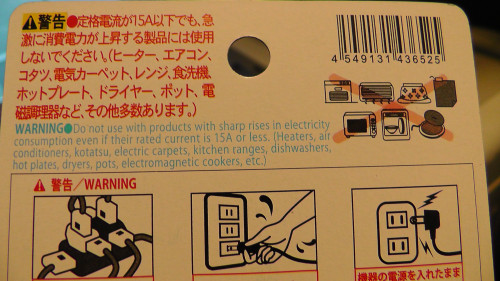 ⚠警告●定格電流が15A以下でも、急
激に消費電力が上昇する製品には使用
しないでください。(ヒーター、エアコン、
コタツ、電気カーペット、レンジ、食洗機、
ホットプレート、ドライヤー、ポット、電
磁調理器など、その他多数あります。)
WARNING●Do not use with products with sharp rises in electricity
consumption even if their rated current is 15A or less. (Heaters, air
conditioners, kotatsu, electric carpets, kitchen ranges, dishwashers,
hot plates, dryers, pots, electromagnetic cookers, etc.)
4 549131 436525
⚠ 警告/WARNING
機器の電源を入れたまま